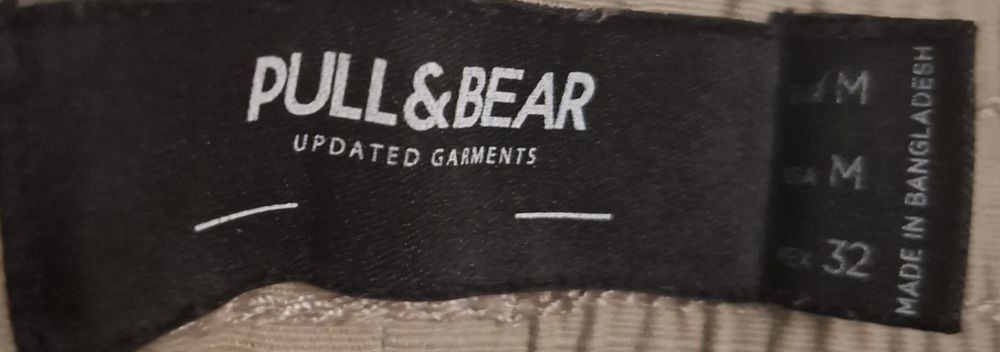 PULL&BEAR
UPDATED GARMENTS
M
M
32
MADE IN BANGLADESH